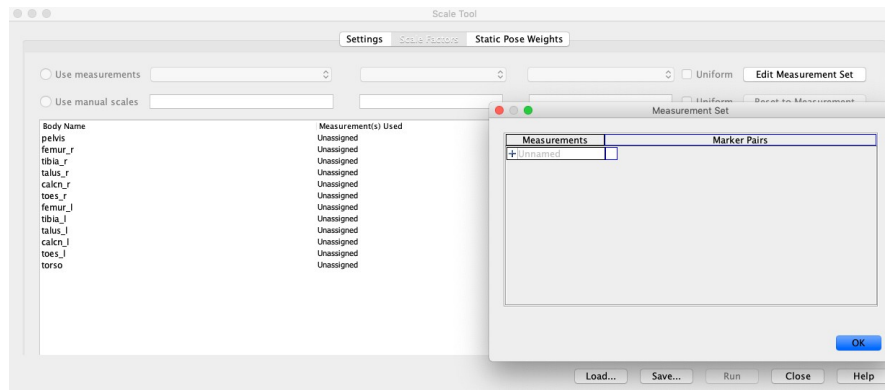 Scale Tool
Settings Scale Factors Static Pose Weights
Use measurements Uniform Edit Measurement Set
Use manual scales Uniform Reset to Measurement
Measurement Set
Body Name Measurement(s) Used
pelvis Unassigned
femur_r Unassigned
tibia_r Unassigned
talus_r Unassigned
calcn_r Unassigned
toes_r Unassigned
femur_l Unassigned
tibia_l Unassigned
talus_l Unassigned
calcn_l Unassigned
toes_l Unassigned
torso Unassigned
Measurements Marker Pairs
+ Unnamed
OK
Load... Save... Run Close Help